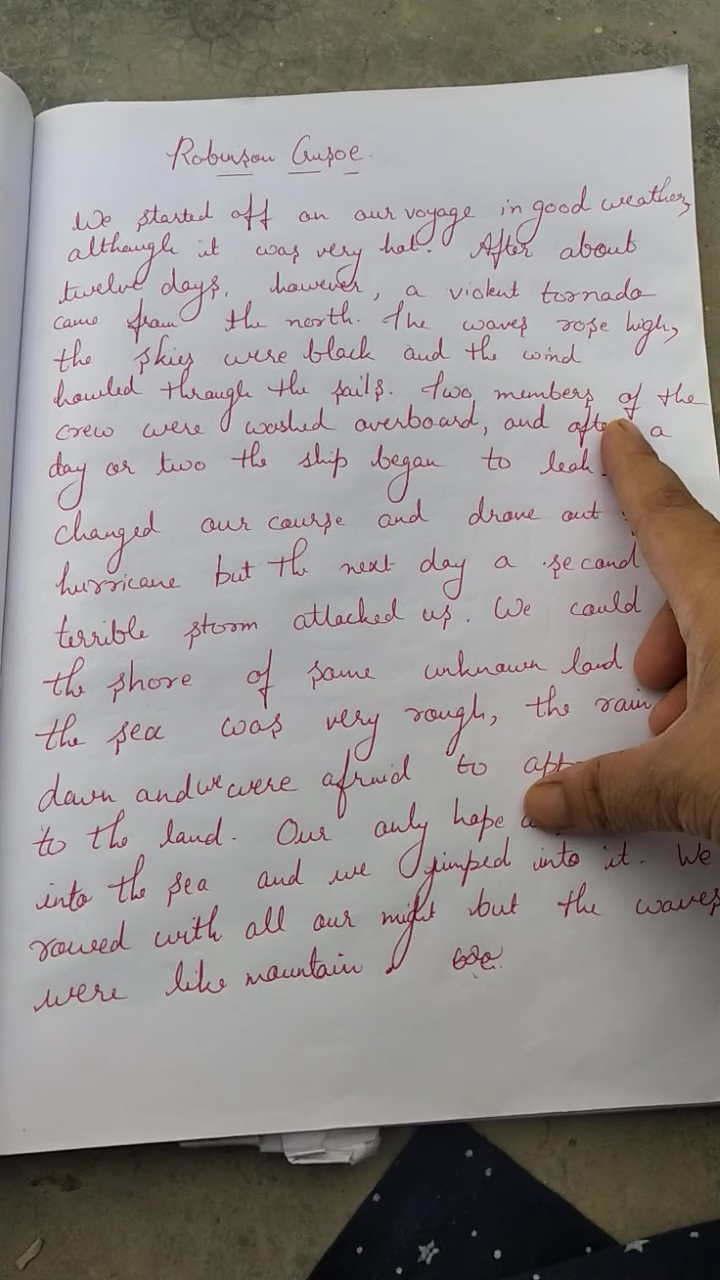 Robinson Crusoe.
We started off on our voyage in good weather,
although it was very hot. After about
twelve days, however, a violent tornado
came from the north. The waves rose high,
the skies were black and the wind
howled through the sails. Two members of the
crew were washed overboard, and after a
day or two the ship began to leak.
changed our course and drove out
hurricane but the next day a second
terrible storm attacked us. We could
the shore of some unknown land
the sea was very rough, the rain
down and we were afraid to
to the land. Our only hope
into the sea and we jimped into it. We
rowed with all our might but the waves
were like mountain